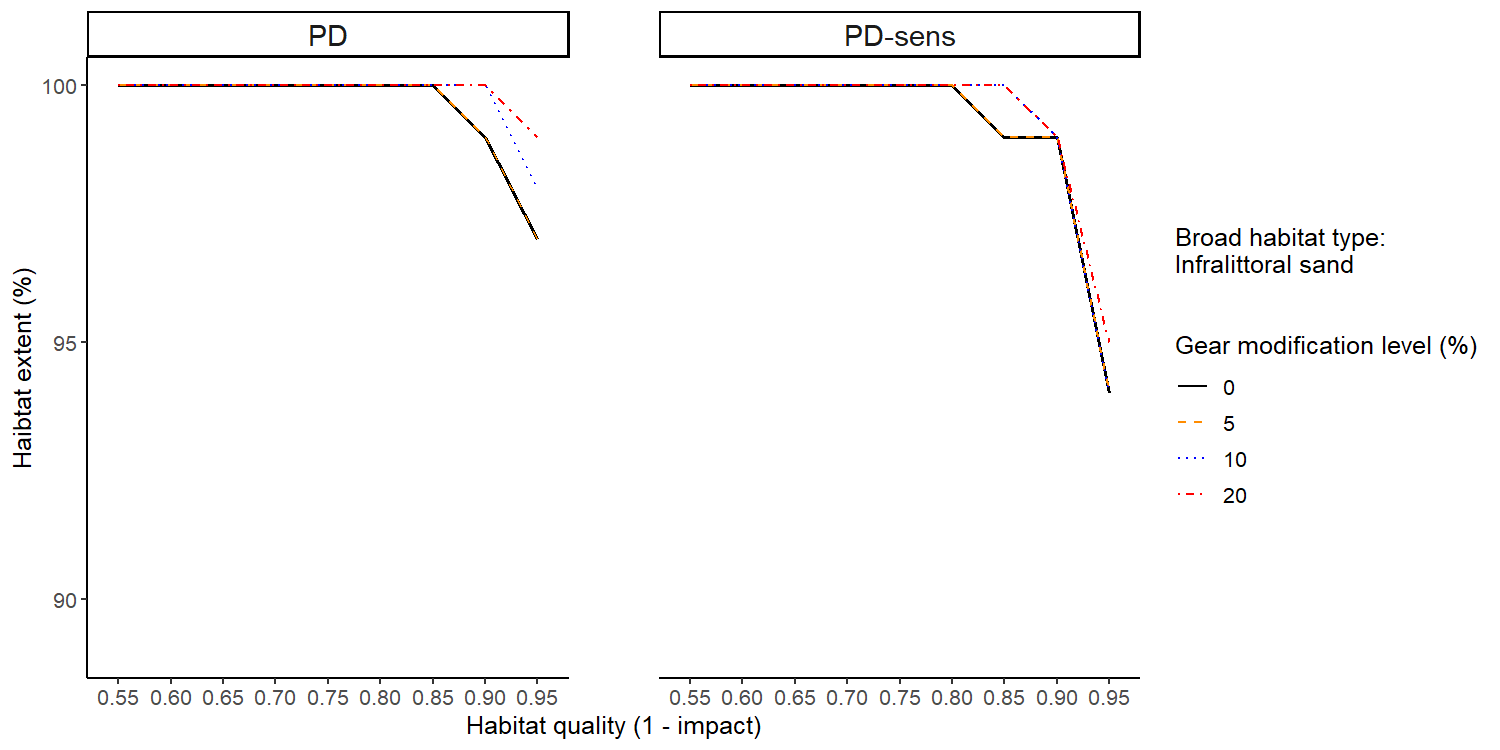 PD
PD-sens
Haibtat extent (%)
100
95
90
0.55 0.60 0.65 0.70 0.75 0.80 0.85 0.90 0.95
0.55 0.60 0.65 0.70 0.75 0.80 0.85 0.90 0.95
Habitat quality (1 - impact)
Broad habitat type:
Infralittoral sand
Gear modification level (%)
0
5
10
20